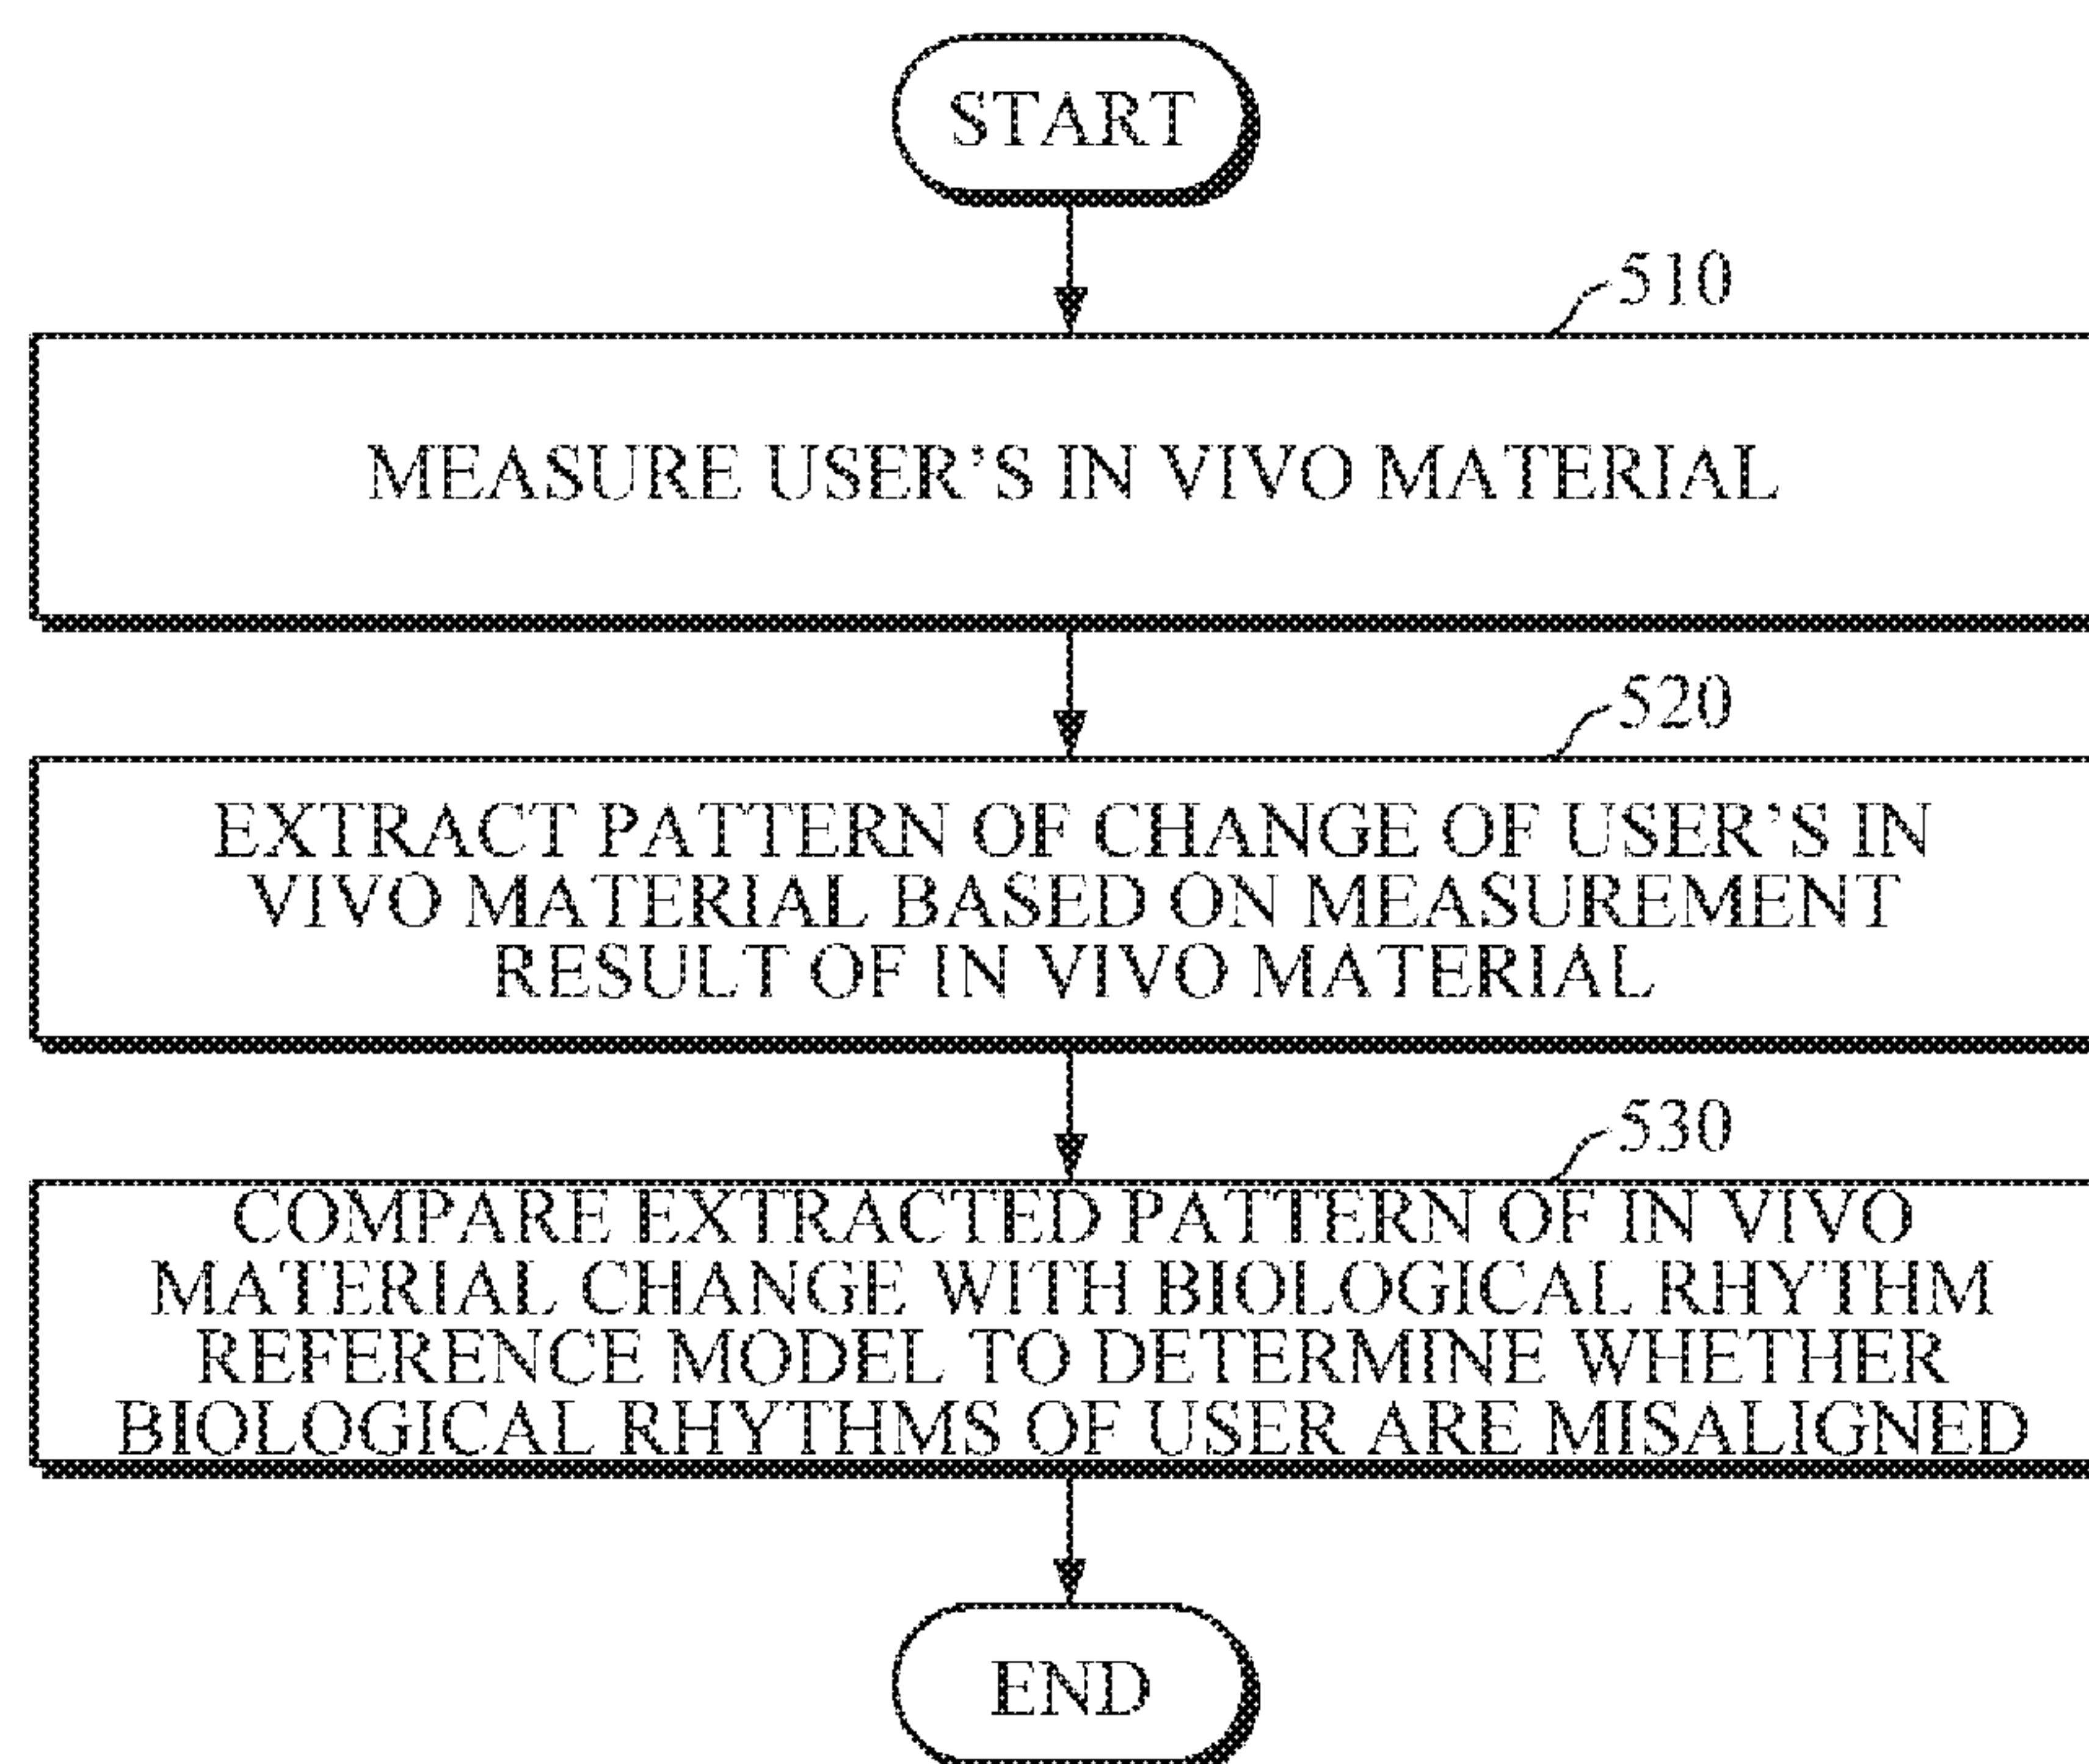 START
510
MEASURE USER'S IN VIVO MATERIAL
520
EXTRACT PATTERN OF CHANGE OF USER'S IN
VIVO MATERIAL BASED ON MEASUREMENT
RESULT OF IN VIVO MATERIAL
530
COMPARE EXTRACTED PATTERN OF IN VIVO
MATERIAL CHANGE WITH BIOLOGICAL RHYTHM
REFERENCE MODEL TO DETERMINE WHETHER
BIOLOGICAL RHYTHMS OF USER ARE MISALIGNED
END